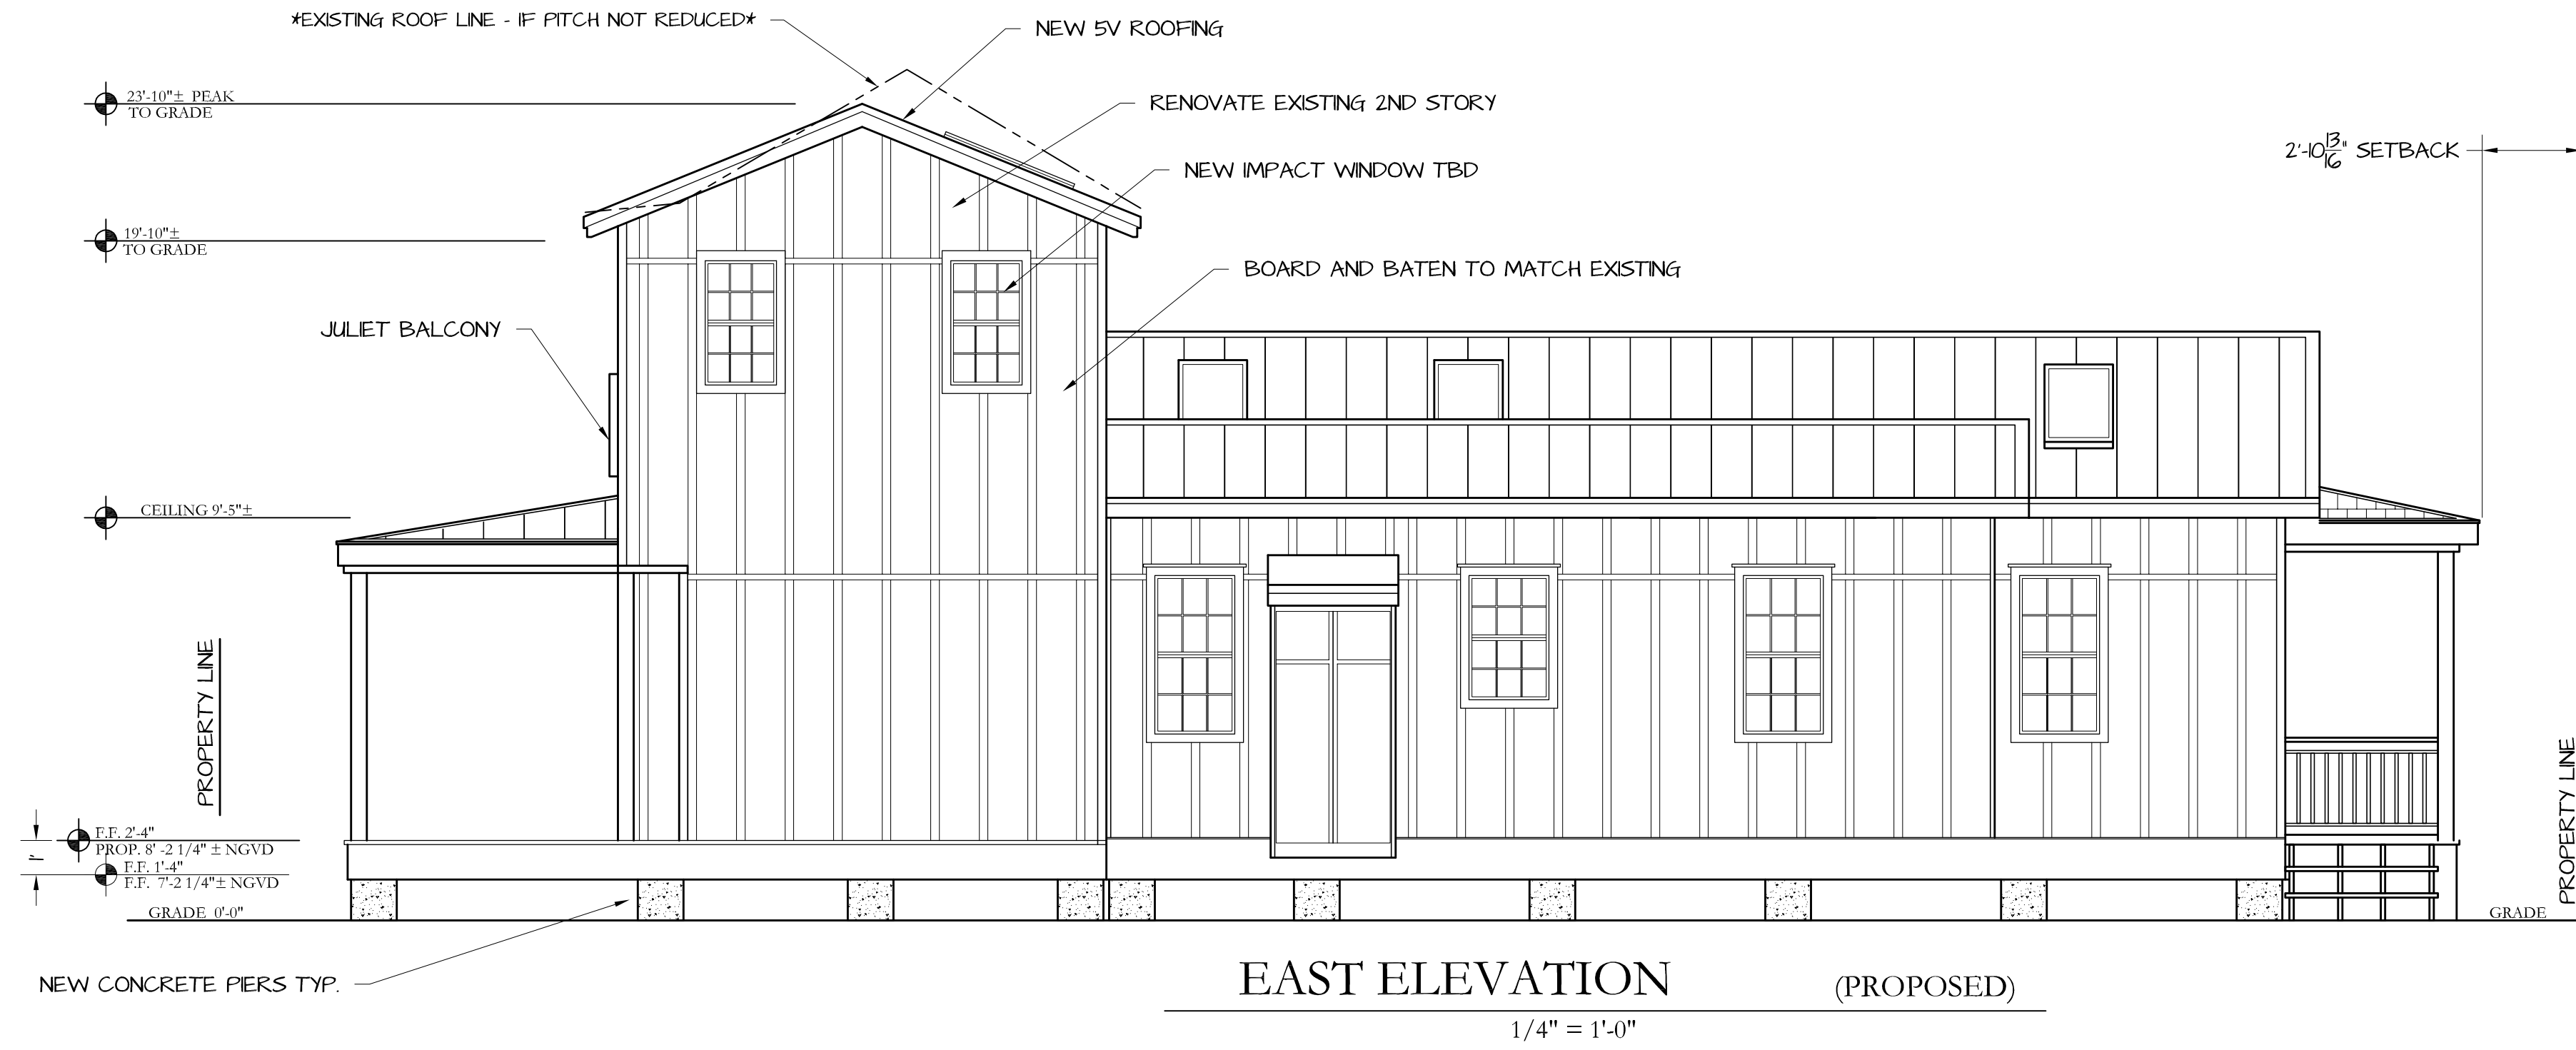 *EXISTING ROOF LINE - IF PITCH NOT REDUCED*
NEW 5V ROOFING
23'-10"± PEAK
TO GRADE
RENOVATE EXISTING 2ND STORY
2'-10 13/16" SETBACK
NEW IMPACT WINDOW TBD
19'-10"±
TO GRADE
BOARD AND BATEN TO MATCH EXISTING
JULIET BALCONY
CEILING 9'-5"±
PROPERTY LINE
PROPERTY LINE
F.F. 2'-4"
PROP. 8' -2 1/4" ± NGVD
1'
F.F. 1'-4"
F.F. 7'-2 1/4"± NGVD
GRADE 0'-0"
GRADE
NEW CONCRETE PIERS TYP.
EAST ELEVATION (PROPOSED)
1/4" = 1'-0"